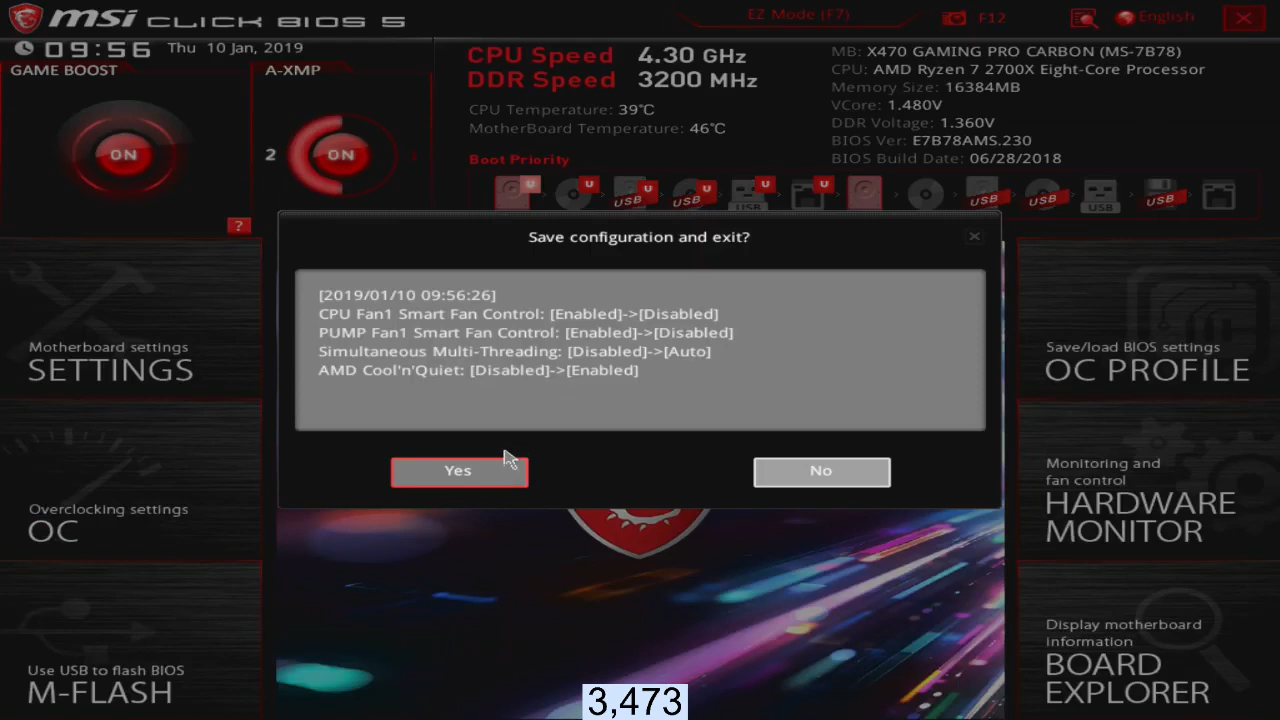 msi CLICK BIOS 5
EZ Mode (F7)
F12
English
09:56 Thu 10 Jan, 2019
GAME BOOST
A-XMP
ON
2
ON
CPU Speed 4.30 GHz
DDR Speed 3200 MHz
CPU Temperature: 39℃
MotherBoard Temperature: 46℃
MB: X470 GAMING PRO CARBON (MS-7B78)
CPU: AMD Ryzen 7 2700X Eight-Core Processor
Memory Size: 16384MB
VCore: 1.480V
DDR Voltage: 1.360V
BIOS Ver: E7B78AMS.230
BIOS Build Date: 06/28/2018
Boot Priority
U U U U U U
USB USB USB USB USB USB USB
?
Save configuration and exit?
[2019/01/10 09:56:26]
CPU Fan1 Smart Fan Control: [Enabled]->[Disabled]
PUMP Fan1 Smart Fan Control: [Enabled]->[Disabled]
Simultaneous Multi-Threading: [Disabled]->[Auto]
AMD Cool'n'Quiet: [Disabled]->[Enabled]
Yes
No
Motherboard settings
SETTINGS
Overclocking settings
OC
Use USB to flash BIOS
M-FLASH
Save/load BIOS settings
OC PROFILE
Monitoring and
fan control
HARDWARE
MONITOR
Display motherboard
information
BOARD
EXPLORER
3,473